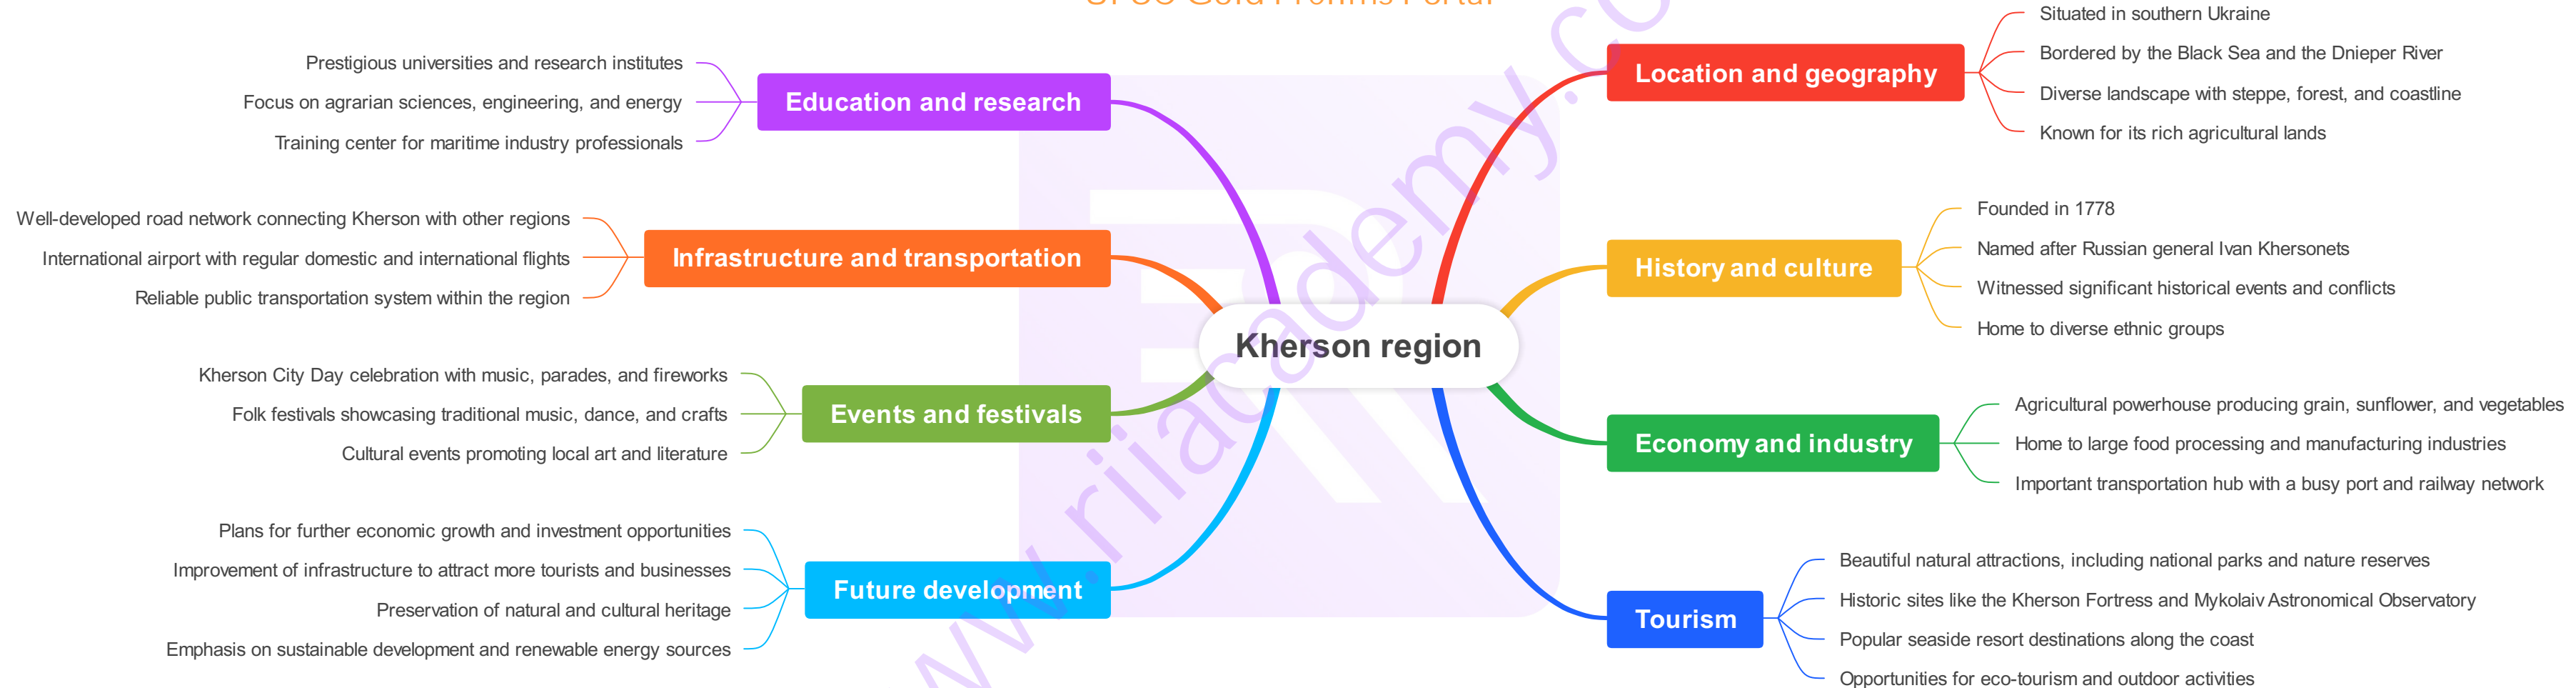 Kherson region
Education and research
Prestigious universities and research institutes
Focus on agrarian sciences, engineering, and energy
Training center for maritime industry professionals
Infrastructure and transportation
Well-developed road network connecting Kherson with other regions
International airport with regular domestic and international flights
Reliable public transportation system within the region
Events and festivals
Kherson City Day celebration with music, parades, and fireworks
Folk festivals showcasing traditional music, dance, and crafts
Cultural events promoting local art and literature
Future development
Plans for further economic growth and investment opportunities
Improvement of infrastructure to attract more tourists and businesses
Preservation of natural and cultural heritage
Emphasis on sustainable development and renewable energy sources
Location and geography
Situated in southern Ukraine
Bordered by the Black Sea and the Dnieper River
Diverse landscape with steppe, forest, and coastline
Known for its rich agricultural lands
History and culture
Founded in 1778
Named after Russian general Ivan Khersonets
Witnessed significant historical events and conflicts
Home to diverse ethnic groups
Economy and industry
Agricultural powerhouse producing grain, sunflower, and vegetables
Home to large food processing and manufacturing industries
Important transportation hub with a busy port and railway network
Tourism
Beautiful natural attractions, including national parks and nature reserves
Historic sites like the Kherson Fortress and Mykolaiv Astronomical Observatory
Popular seaside resort destinations along the coast
Opportunities for eco-tourism and outdoor activities